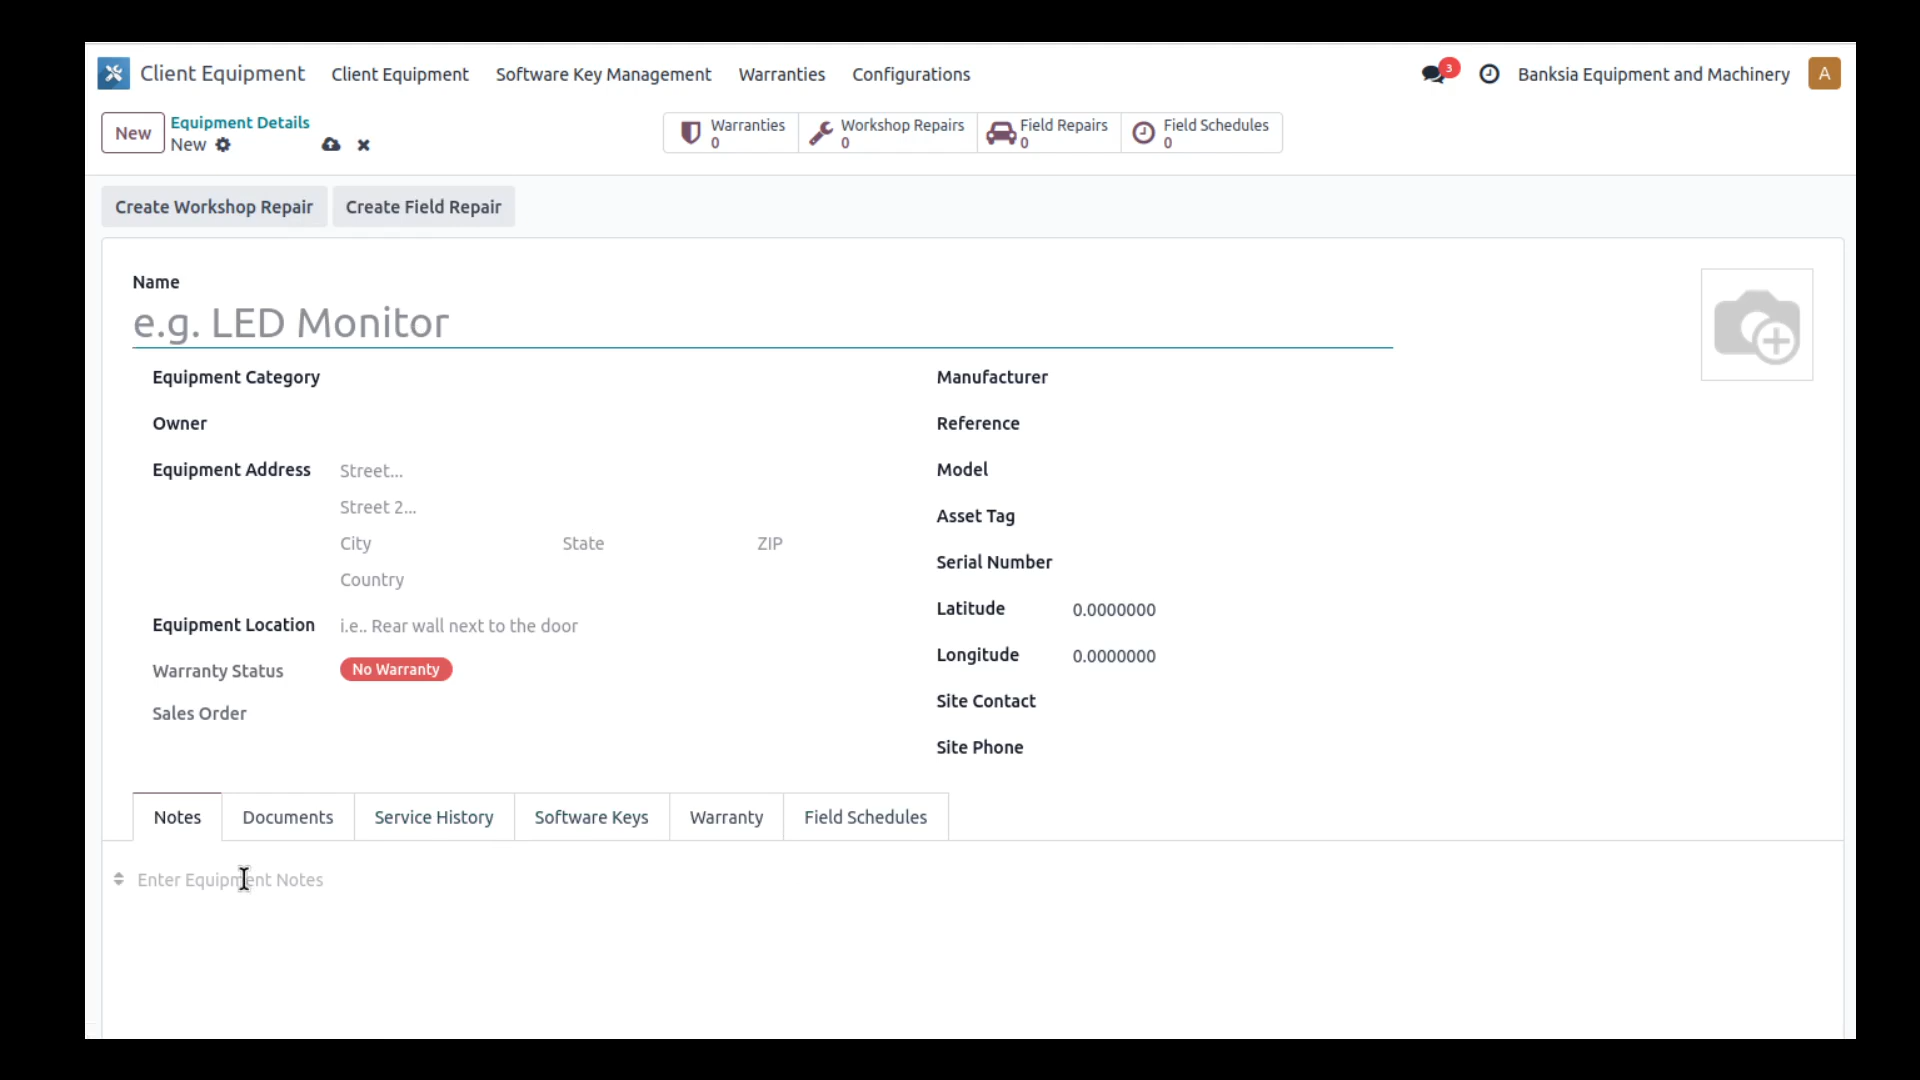 Client Equipment Client Equipment Software Key Management Warranties Configurations 3 Banksia Equipment and Machinery A
New Equipment Details
New
Warranties
0
Workshop Repairs
0
Field Repairs
0
Field Schedules
0
Create Workshop Repair Create Field Repair
Name
e.g. LED Monitor
Equipment Category
Owner
Equipment Address Street...
Street 2...
City State ZIP
Country
Equipment Location i.e.. Rear wall next to the door
Warranty Status No Warranty
Sales Order
Manufacturer
Reference
Model
Asset Tag
Serial Number
Latitude 0.0000000
Longitude 0.0000000
Site Contact
Site Phone
Notes Documents Service History Software Keys Warranty Field Schedules
Enter Equipment Notes